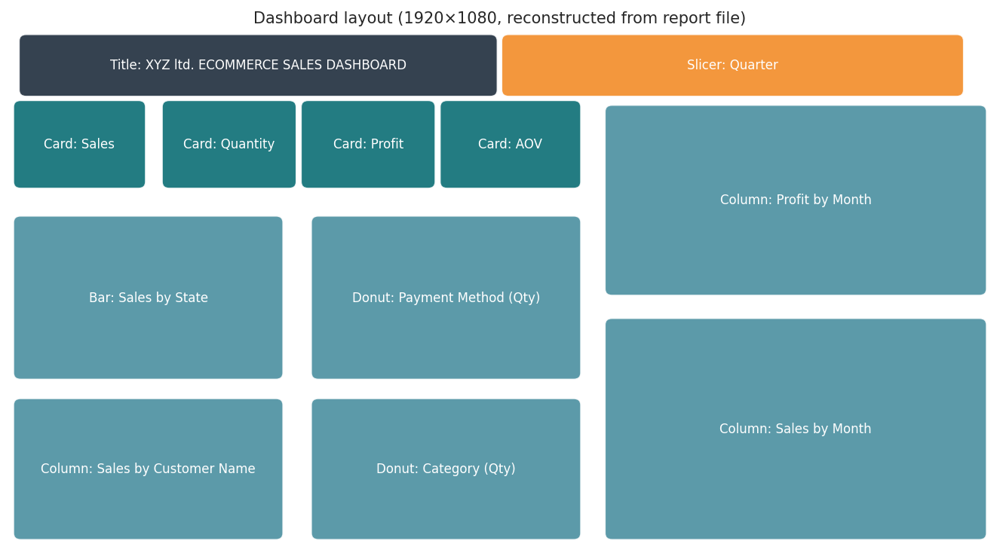 Dashboard layout (1920×1080, reconstructed from report file)
Title: XYZ ltd. ECOMMERCE SALES DASHBOARD
Slicer: Quarter
Card: Sales
Card: Quantity
Card: Profit
Card: AOV
Column: Profit by Month
Bar: Sales by State
Donut: Payment Method (Qty)
Column: Sales by Month
Column: Sales by Customer Name
Donut: Category (Qty)